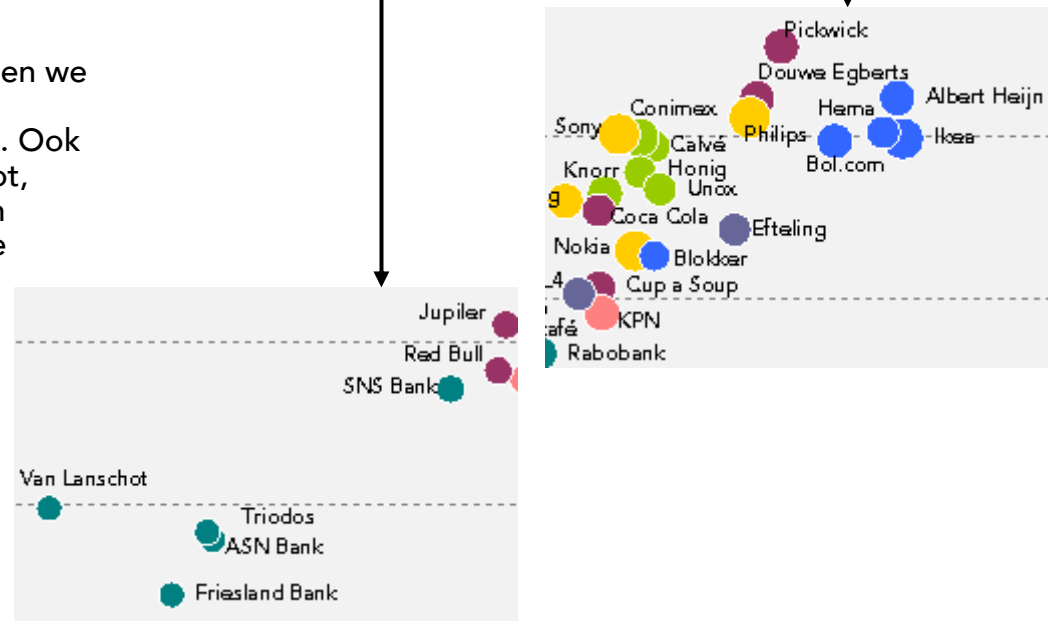 en we
. Ook
ot,
n
e
Jupiler
Red Bull
SNS Bank
Van Lanschot
Triodos
ASN Bank
Friesland Bank
Pickwick
Douwe Egberts
Conimex
Hema
Albert Heijn
Sony
Philips
Ikea
Calvé
Bol.com
Knorr
Honig
Unox
g
Coca Cola
Efteling
Nokia
Blokker
_4
Cup a Soup
KPN
afé
Rabobank